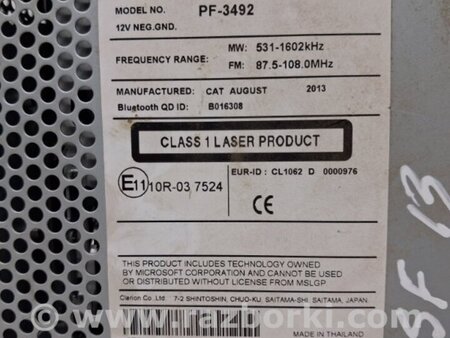 MODEL NO. PF-3492
12V NEG.GND.
MW: 531-1602kHz
FREQUENCY RANGE:
FM: 87.5-108.0MHz
MANUFACTURED: CAT AUGUST 2013
Bluetooth QD ID: B016308
CLASS 1 LASER PRODUCT
E11 10R-03 7524
EUR-ID : CL1062 D 0000976
CE
THIS PRODUCT INCLUDES TECHNOLOGY OWNED
BY MICROSOFT CORPORATION AND CANNOT BE USED
OR DISTRIBUTED WITHOUT LICENSE FROM MSLGP
Clarion Co.,Ltd. 7-2 SHINTOSHIN, CHUO-KU, SAITAMA-SHI, SAITAMA, JAPAN.
MADE IN THAILAND
SF 13
www.razborki.com